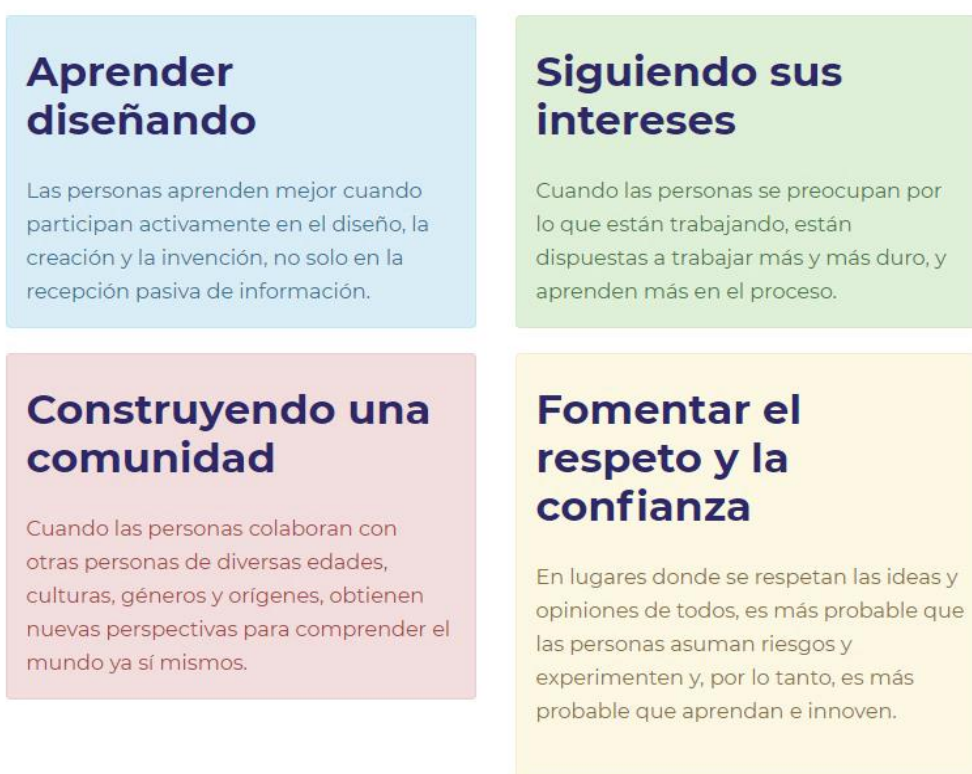 Aprender
diseñando
Las personas aprenden mejor cuando
participan activamente en el diseño, la
creación y la invención, no solo en la
recepción pasiva de información.
Siguiendo sus
intereses
Cuando las personas se preocupan por
lo que están trabajando, están
dispuestas a trabajar más y más duro, y
aprenden más en el proceso.
Construyendo una
comunidad
Cuando las personas colaboran con
otras personas de diversas edades,
culturas, géneros y orígenes, obtienen
nuevas perspectivas para comprender el
mundo ya sí mismos.
Fomentar el
respeto y la
confianza
En lugares donde se respetan las ideas y
opiniones de todos, es más probable que
las personas asuman riesgos y
experimenten y, por lo tanto, es más
probable que aprendan e innoven.